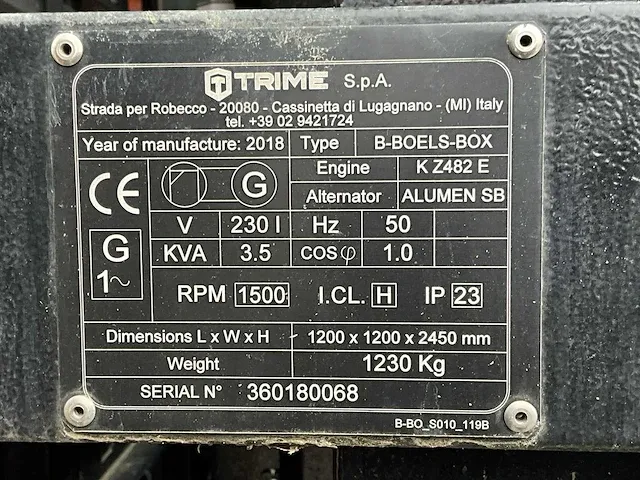 TRIME S.p.A.
Strada per Robecco - 20080 - Cassinetta di Lugagnano - (MI) Italy
tel. +39 02 9421724
Year of manufacture: 2018 Type B-BOELS-BOX
Engine K Z482 E
CE G
Alternator ALUMEN SB
V 230 I Hz 50
G
KVA 3.5 COS φ 1.0
1~
RPM 1500 I.CL. H IP 23
Dimensions L x W x H 1200 x 1200 x 2450 mm
Weight 1230 Kg
SERIAL N° 360180068
B-BO_S010_119B